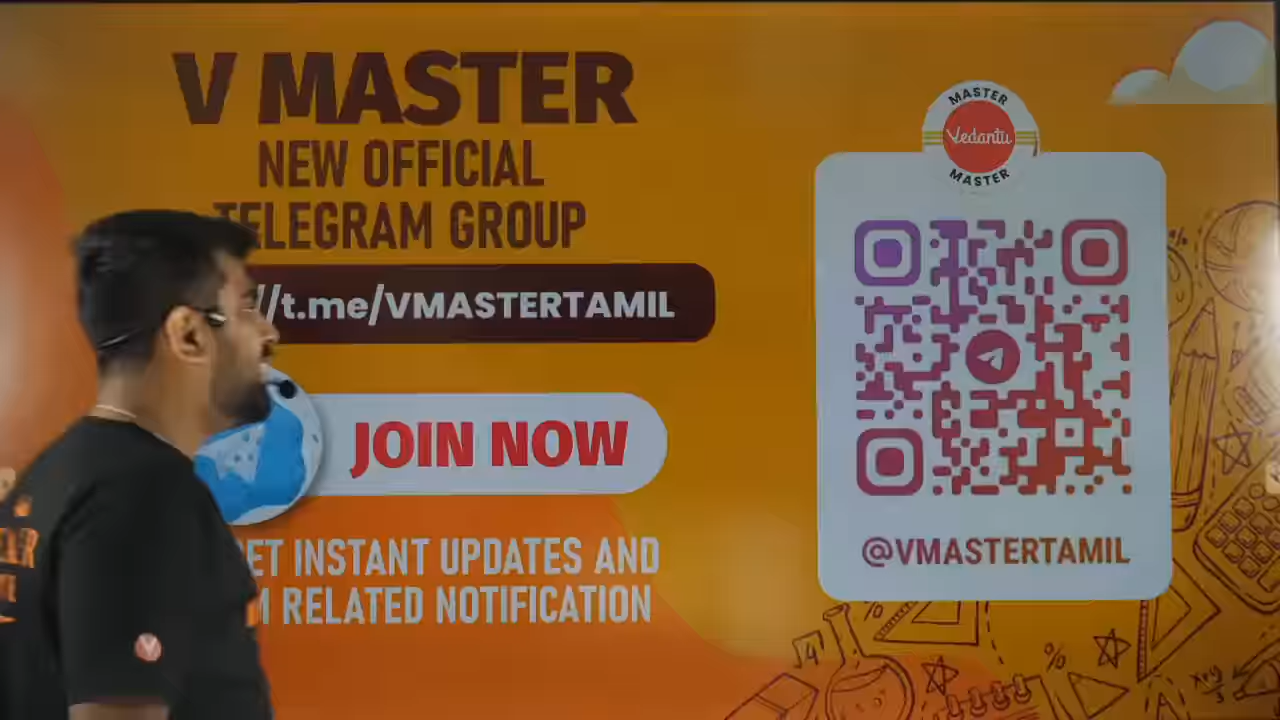 V MASTER
NEW OFFICIAL
TELEGRAM GROUP
//t.me/VMASTERTAMIL
JOIN NOW
INSTANT UPDATES AND
RELATED NOTIFICATION
MASTER
Vedantu
MASTER
@VMASTERTAMIL